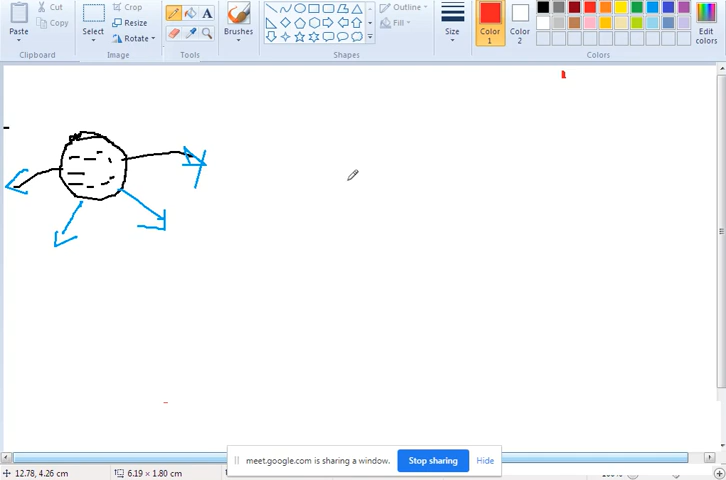 Cut
Crop
Outline
Paste
Copy
Resize
Select
Rotate
Brushes
Fill
Size
Color
1
Color
2
Edit
colors
Clipboard
Image
Tools
Shapes
Colors
meet.google.com is sharing a window.
Stop sharing
Hide
12.78, 4.26 cm
6.19 × 1.80 cm